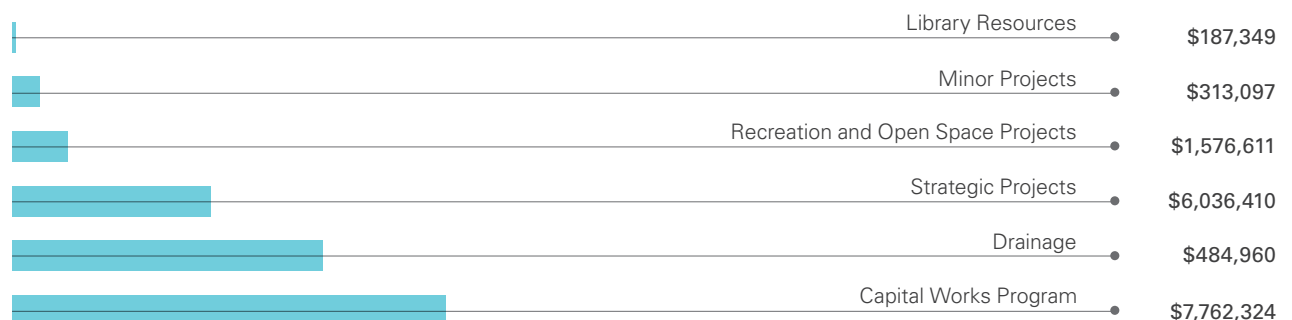 Library Resources $187,349
Minor Projects $313,097
Recreation and Open Space Projects $1,576,611
Strategic Projects $6,036,410
Drainage $484,960
Capital Works Program $7,762,324